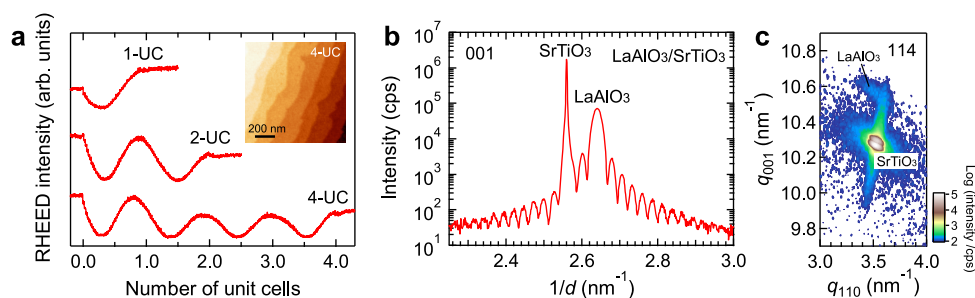 a
RHEED intensity (arb. units)
1-UC
2-UC
4-UC
4-UC
200 nm
0.0 1.0 2.0 3.0 4.0
Number of unit cells
b
Intensity (cps)
10⁷
10⁶
10⁵
10⁴
10³
10²
10¹
001
SrTiO₃
LaAlO₃/SrTiO₃
LaAlO₃
2.4 2.6 2.8 3.0
1/d (nm⁻¹)
c
q₀₀₁ (nm⁻¹)
10.8
10.6
10.4
10.2
10.0
9.8
114
LaAlO₃
SrTiO₃
3.0 3.5 4.0
q₁₁₀ (nm⁻¹)
5
4
3
2
Log (intensity /cps)